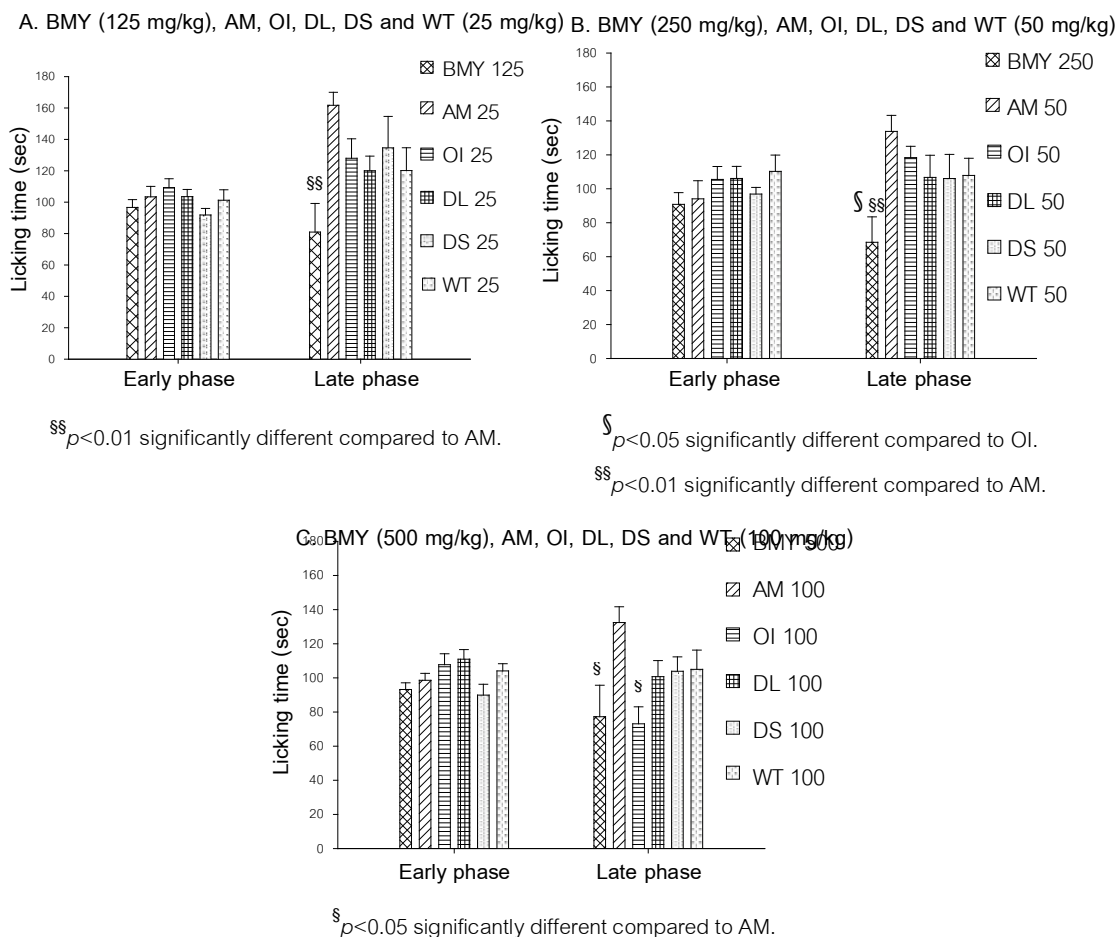 A. BMY (125 mg/kg), AM, OI, DL, DS and WT (25 mg/kg)
180
160
140
120
100
80
60
40
20
0
Licking time (sec)
§§
Early phase
Late phase
BMY 125
AM 25
OI 25
DL 25
DS 25
WT 25
§§p<0.01 significantly different compared to AM.
B. BMY (250 mg/kg), AM, OI, DL, DS and WT (50 mg/kg)
180
160
140
120
100
80
60
40
20
0
Licking time (sec)
§ §§
Early phase
Late phase
BMY 250
AM 50
OI 50
DL 50
DS 50
WT 50
§p<0.05 significantly different compared to OI.
§§p<0.01 significantly different compared to AM.
C. BMY (500 mg/kg), AM, OI, DL, DS and WT (100 mg/kg)
180
160
140
120
100
80
60
40
20
0
Licking time (sec)
§
§
Early phase
Late phase
BMY 500
AM 100
OI 100
DL 100
DS 100
WT 100
§p<0.05 significantly different compared to AM.